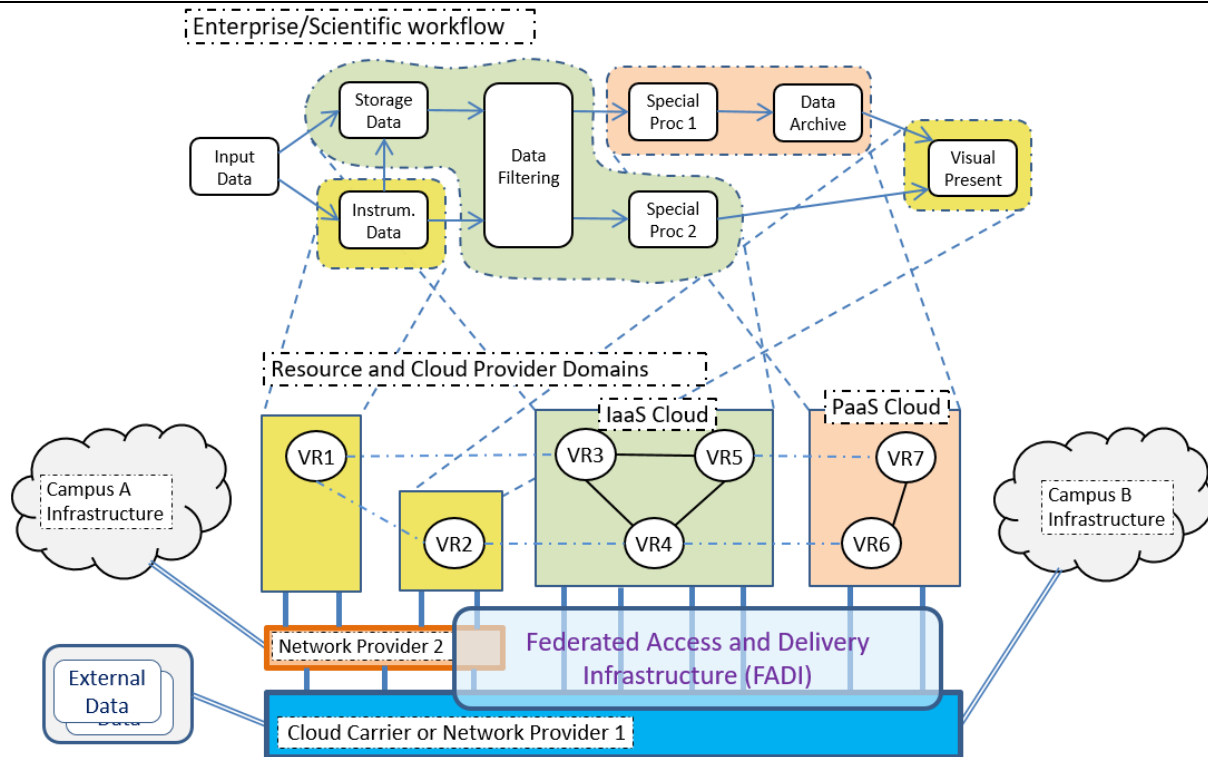 Enterprise/Scientific workflow
Storage
Data
Special
Proc 1
Data
Archive
Input
Data
Data
Filtering
Visual
Present
Instrum.
Data
Special
Proc 2
Resource and Cloud Provider Domains
IaaS Cloud
PaaS Cloud
VR1
VR3
VR5
VR7
Campus A
Infrastructure
Campus B
Infrastructure
VR2
VR4
VR6
Network Provider 2
Federated Access and Delivery
Infrastructure (FADI)
External
Data
Data
Cloud Carrier or Network Provider 1